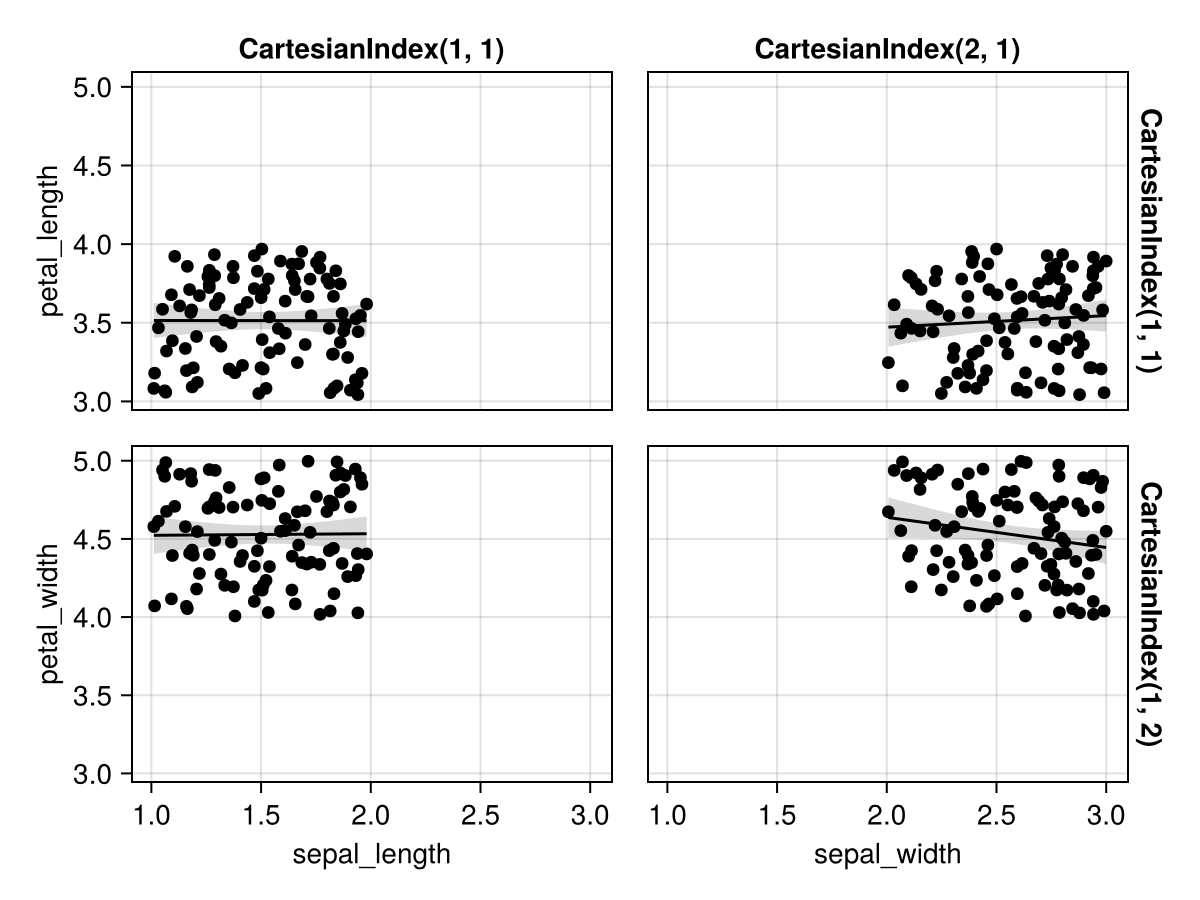 CartesianIndex(1, 1)
CartesianIndex(2, 1)
petal_length
5.0
4.5
4.0
3.5
3.0
CartesianIndex(1, 1)
petal_width
5.0
4.5
4.0
3.5
3.0
CartesianIndex(1, 2)
1.0 1.5 2.0 2.5 3.0
1.0 1.5 2.0 2.5 3.0
sepal_length
sepal_width